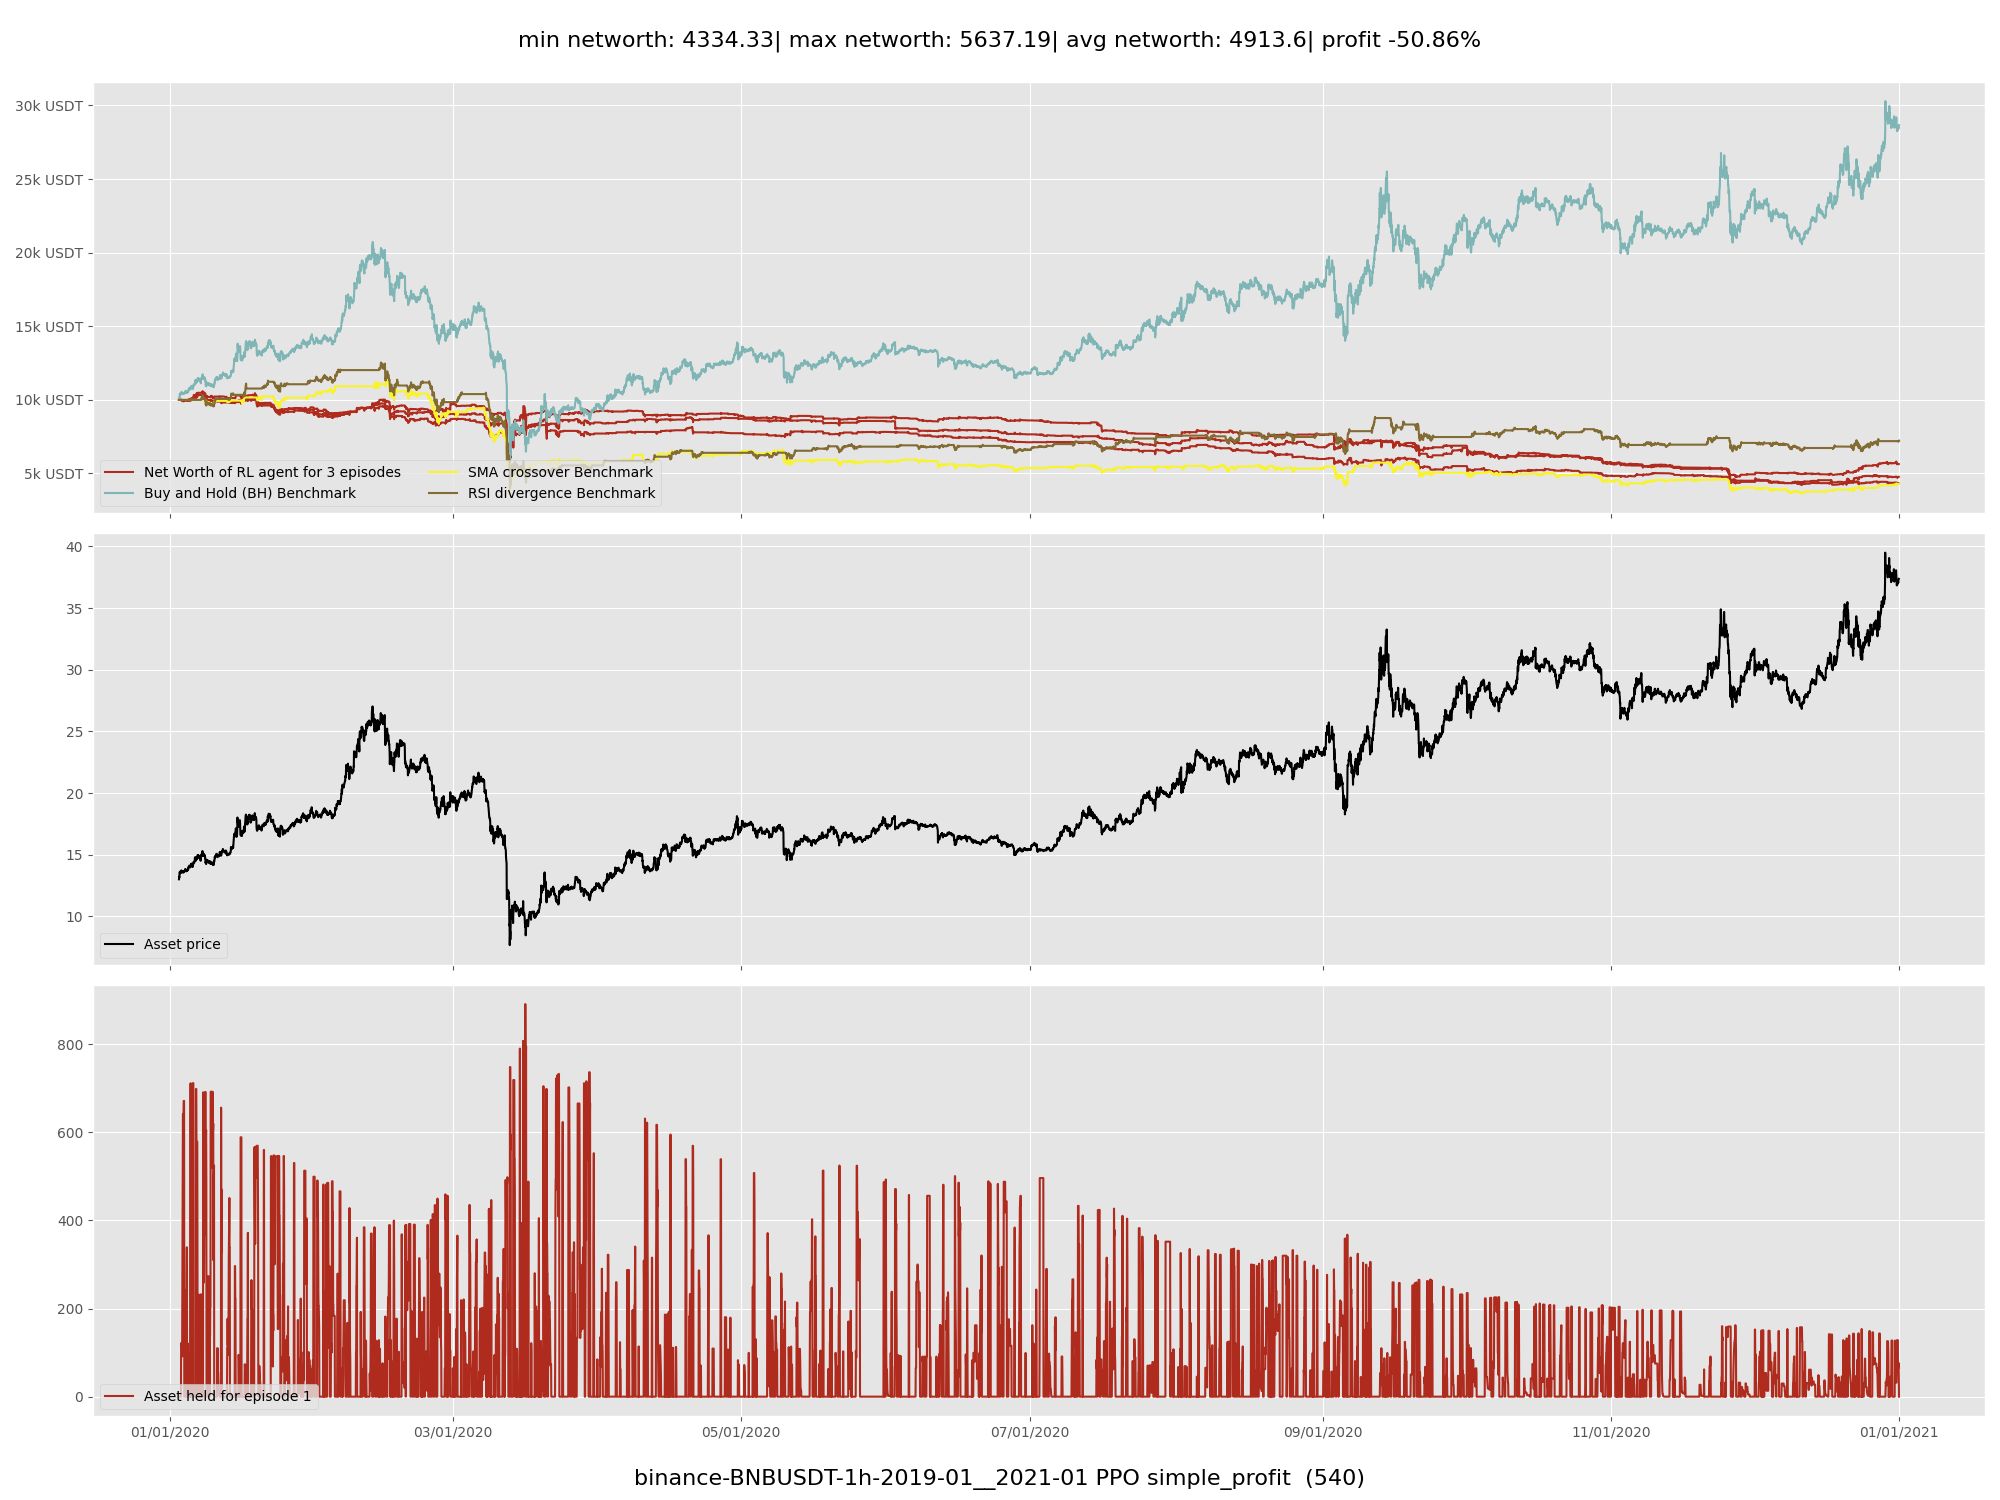 min networth: 4334.33| max networth: 5637.19| avg networth: 4913.6| profit -50.86%
30k USDT
25k USDT
20k USDT
15k USDT
10k USDT
5k USDT
Net Worth of RL agent for 3 episodes
Buy and Hold (BH) Benchmark
SMA crossover Benchmark
RSI divergence Benchmark
40
35
30
25
20
15
10
Asset price
800
600
400
200
0
Asset held for episode 1
01/01/2020 03/01/2020 05/01/2020 07/01/2020 09/01/2020 11/01/2020 01/01/2021
binance-BNBUSDT-1h-2019-01__2021-01 PPO simple_profit (540)